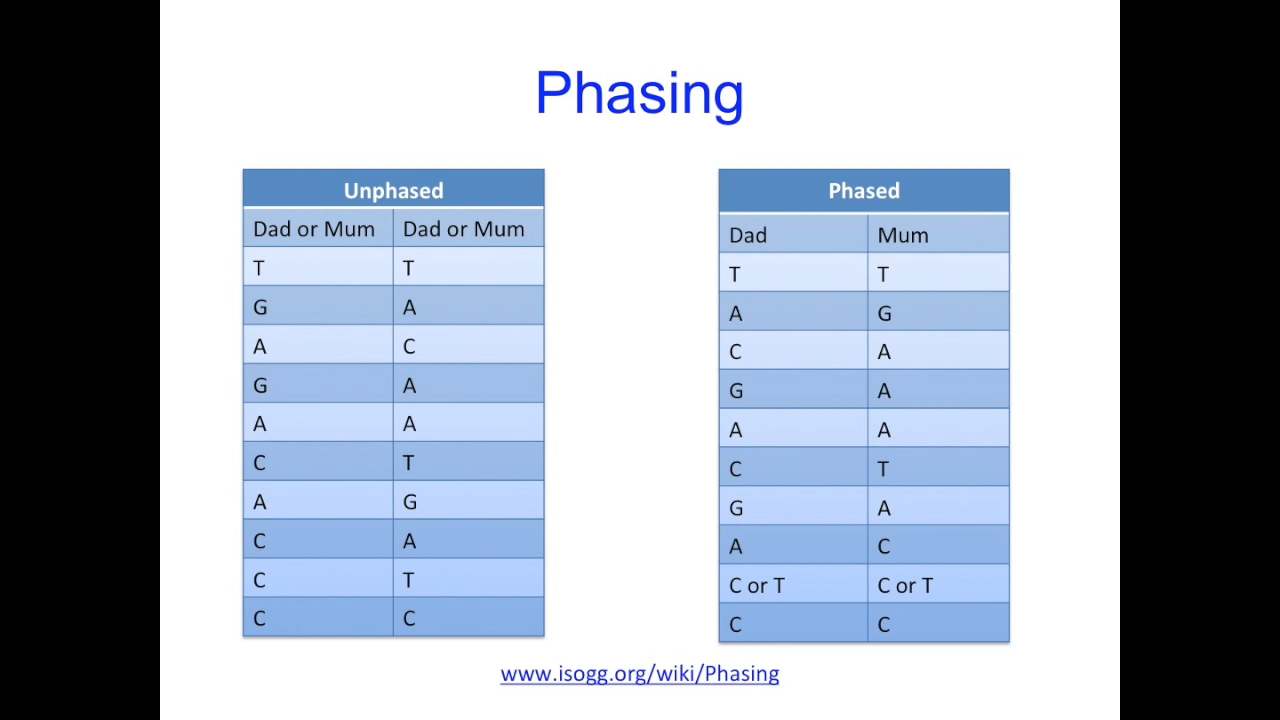 Phasing
Unphased
Dad or Mum Dad or Mum
T T
G A
A C
G A
A A
C T
A G
C A
C T
C C
Phased
Dad Mum
T T
A G
C A
G A
A A
C T
G A
A C
C or T C or T
C C
www.isogg.org/wiki/Phasing